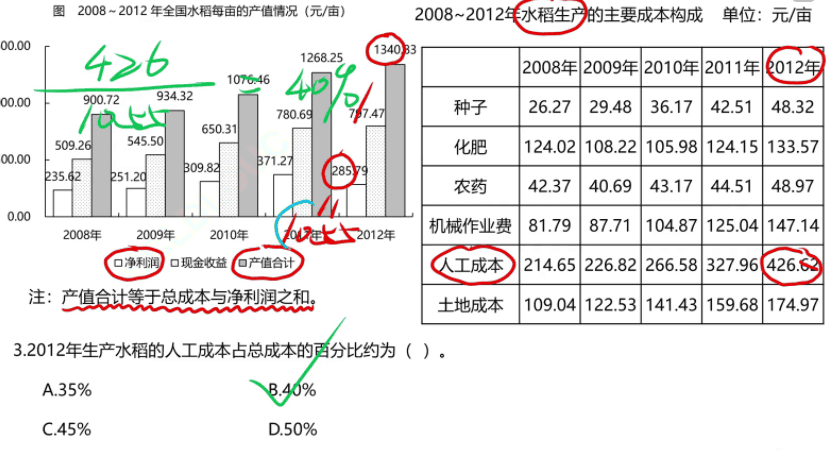 图 2008~2012年全国水稻每亩的产值情况（元/亩）
00.00
00.00
00.00
0.00
235.62 509.26 900.72
251.20 545.50 934.32
309.82 650.31 1076.46
371.27 780.69 1268.25
285.79 797.47 1340.83
2008年 2009年 2010年 2011年 2012年
净利润 现金收益 产值合计
426
1055
= 40%
1055
注：产值合计等于总成本与净利润之和。
2008~2012年水稻生产的主要成本构成 单位：元/亩
2008年 2009年 2010年 2011年 2012年
种子 26.27 29.48 36.17 42.51 48.32
化肥 124.02 108.22 105.98 124.15 133.57
农药 42.37 40.69 43.17 44.51 48.97
机械作业费 81.79 87.71 104.87 125.04 147.14
人工成本 214.65 226.82 266.58 327.96 426.62
土地成本 109.04 122.53 141.43 159.68 174.97
3.2012年生产水稻的人工成本占总成本的百分比约为（ ）。
A.35% B.40%
C.45% D.50%